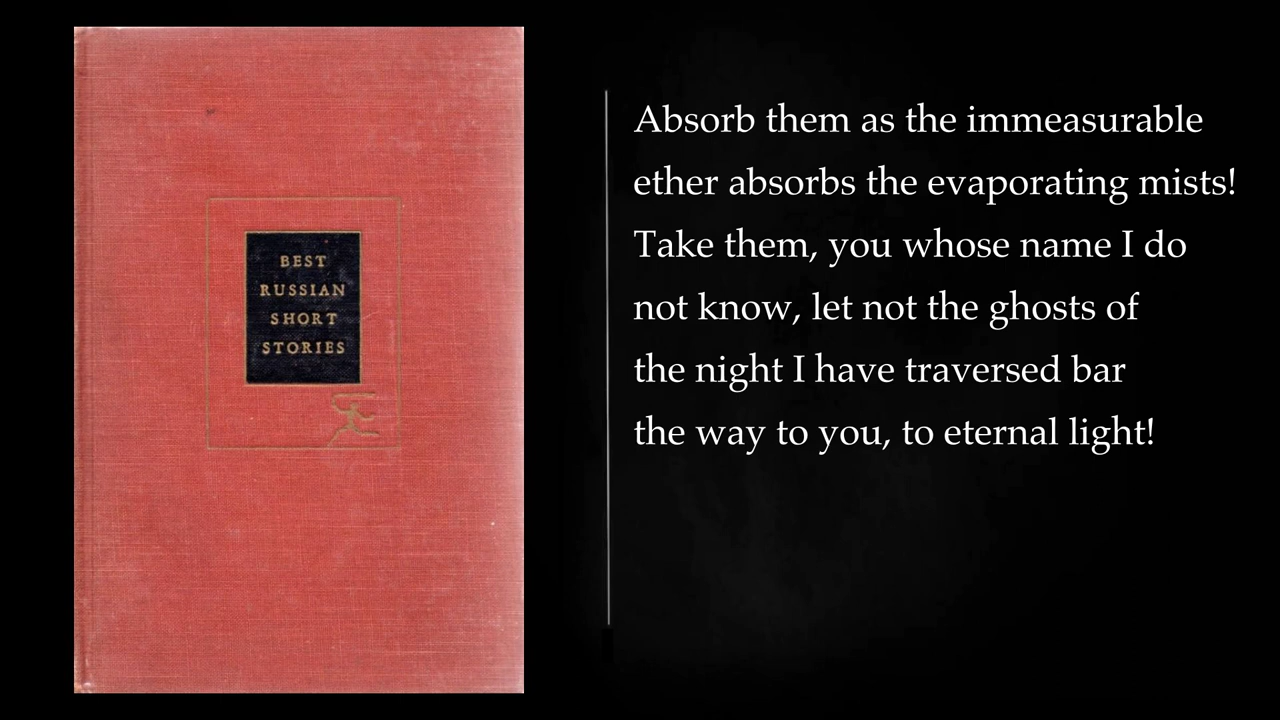 BEST
RUSSIAN
SHORT
STORIES
Absorb them as the immeasurable
ether absorbs the evaporating mists!
Take them, you whose name I do
not know, let not the ghosts of
the night I have traversed bar
the way to you, to eternal light!